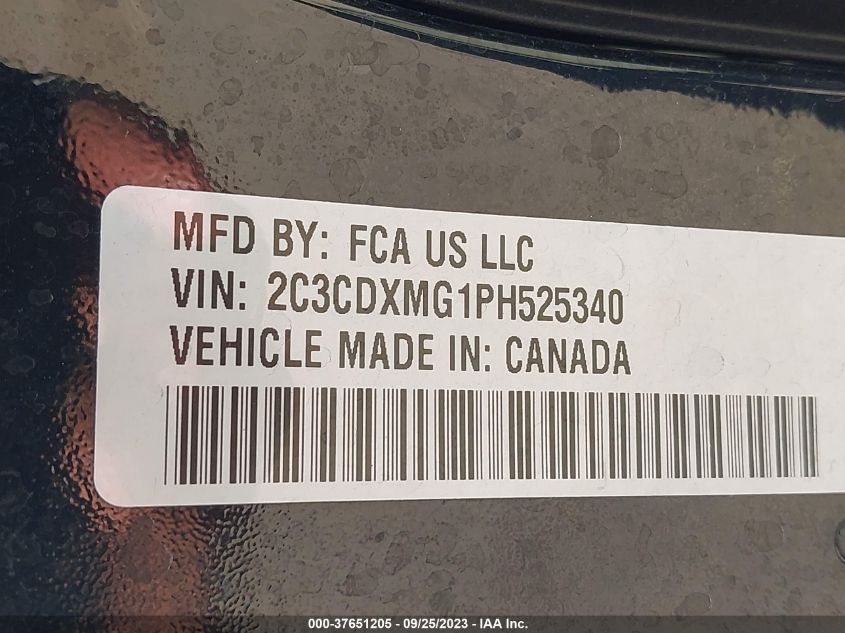 MFD BY: FCA US LLC
VIN: 2C3CDXMG1PH525340
VEHICLE MADE IN: CANADA
000-37651205 - 09/25/2023 - IAA Inc.